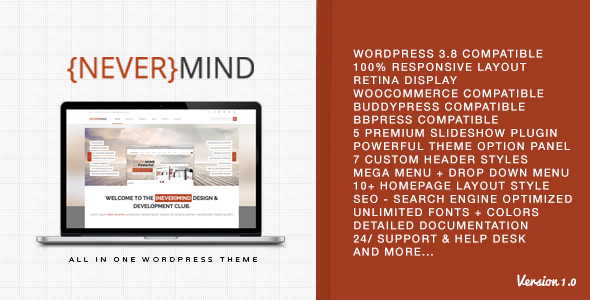 {NEVER}MIND
WELCOME TO THE {NEVER}MIND DESIGN &
DEVELOPMENT CLUB.
ALL IN ONE WORDPRESS THEME
WORDPRESS 3.8 COMPATIBLE
100% RESPONSIVE LAYOUT
RETINA DISPLAY
WOOCOMMERCE COMPATIBLE
BUDDYPRESS COMPATIBLE
BBPRESS COMPATIBLE
5 PREMIUM SLIDESHOW PLUGIN
POWERFUL THEME OPTION PANEL
7 CUSTOM HEADER STYLES
MEGA MENU + DROP DOWN MENU
10+ HOMEPAGE LAYOUT STYLE
SEO - SEARCH ENGINE OPTIMIZED
UNLIMITED FONTS + COLORS
DETAILED DOCUMENTATION
24/ SUPPORT & HELP DESK
AND MORE...
Version 1.0